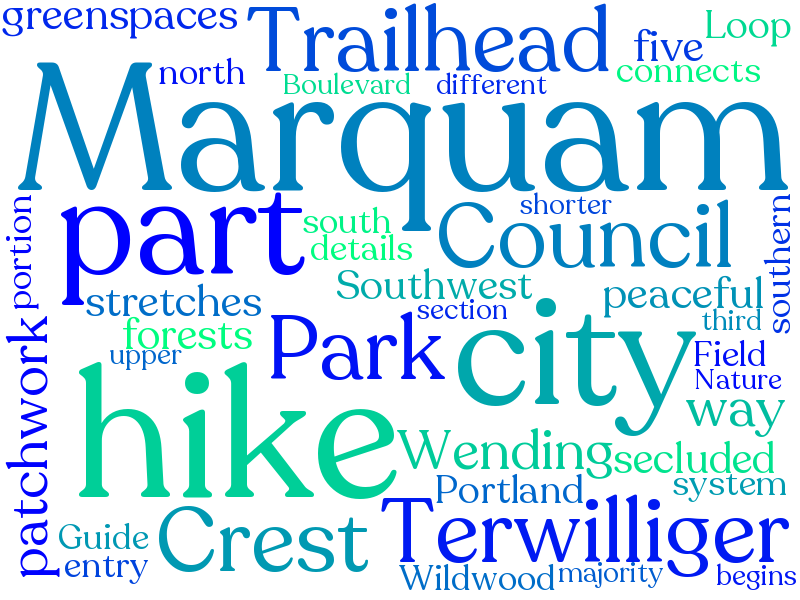 greenspaces
Trailhead
Loop
five
north
connects
Boulevard
different
Marquam
portion
part
shorter
southern
south
Council
details
Southwest
peaceful
stretches
section
city
third
forests
Park
upper
Field
patchwork
Nature
hike
way
Wending
secluded
Portland
system
Terwilliger
Guide
Crest
entry
Wildwood
majority
begins